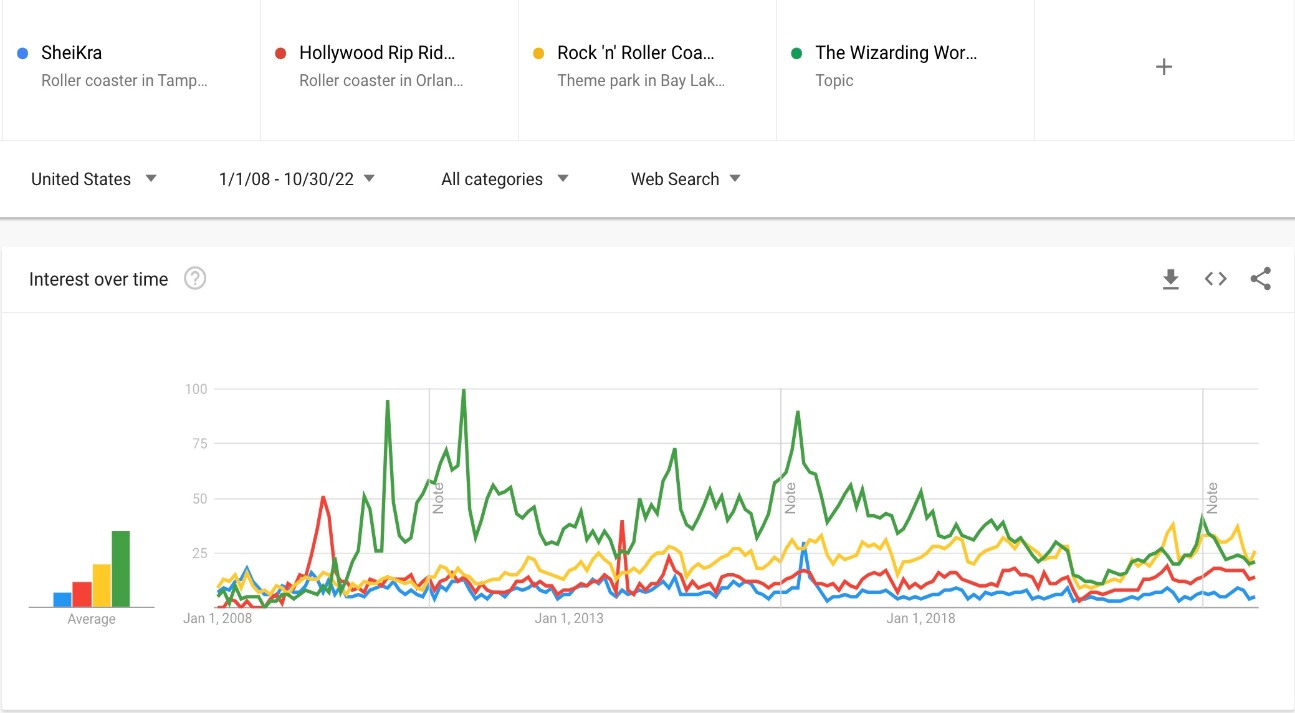 SheiKra
Roller coaster in Tamp...
Hollywood Rip Rid...
Roller coaster in Orlan...
Rock 'n' Roller Coa...
Theme park in Bay Lak...
The Wizarding Wor...
Topic
+
United States
1/1/08 - 10/30/22
All categories
Web Search
Interest over time
?
<>
100
75
50
25
Note
Note
Note
Average
Jan 1, 2008
Jan 1, 2013
Jan 1, 2018